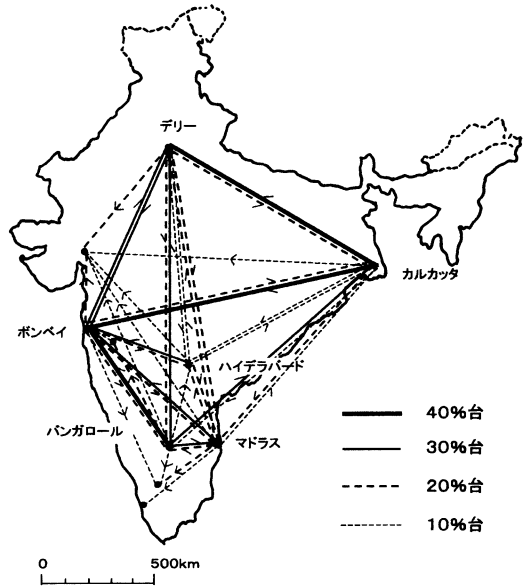 デリー
カルカッタ
ボンベイ
ハイデラバード
バンガロール
マドラス
40%台
30%台
20%台
10%台
0 500km